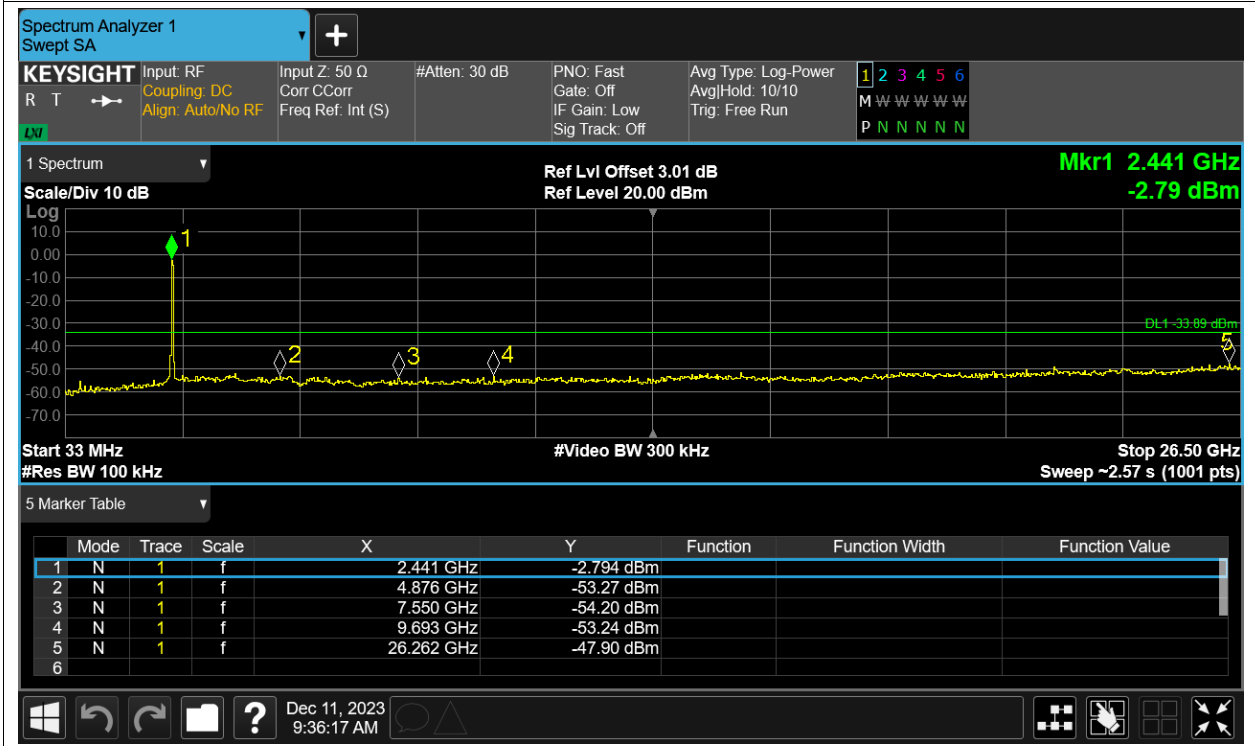 Spectrum Analyzer 1
Swept SA
+
KEYSIGHT
R T
LXI
Input: RF
Coupling: DC
Align: Auto/No RF
Input Z: 50 Ω
Corr CCorr
Freq Ref: Int (S)
#Atten: 30 dB
PNO: Fast
Gate: Off
IF Gain: Low
Sig Track: Off
Avg Type: Log-Power
Avg|Hold: 10/10
Trig: Free Run
1 2 3 4 5 6
M W W W W W
P N N N N N
1 Spectrum
Scale/Div 10 dB
Ref Lvl Offset 3.01 dB
Ref Level 20.00 dBm
Mkr1 2.441 GHz
-2.79 dBm
Log
10.0
0.00
-10.0
-20.0
-30.0
-40.0
-50.0
-60.0
-70.0
1
2
3
4
5
DL1 -33.89 dBm
Start 33 MHz
#Res BW 100 kHz
#Video BW 300 kHz
Stop 26.50 GHz
Sweep ~2.57 s (1001 pts)
5 Marker Table
Mode Trace Scale X Y Function Function Width Function Value
1 N 1 f 2.441 GHz -2.794 dBm
2 N 1 f 4.876 GHz -53.27 dBm
3 N 1 f 7.550 GHz -54.20 dBm
4 N 1 f 9.693 GHz -53.24 dBm
5 N 1 f 26.262 GHz -47.90 dBm
6
?
Dec 11, 2023
9:36:17 AM